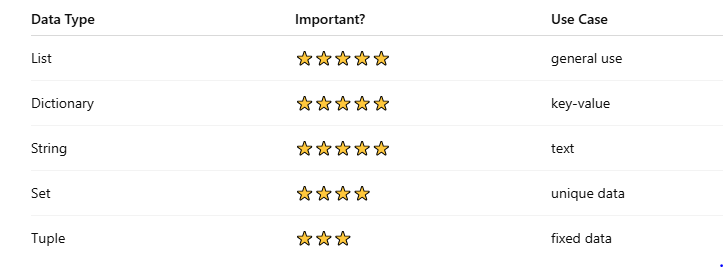 Data Type Important? Use Case
List ⭐⭐⭐⭐⭐ general use
Dictionary ⭐⭐⭐⭐⭐ key-value
String ⭐⭐⭐⭐⭐ text
Set ⭐⭐⭐⭐ unique data
Tuple ⭐⭐⭐ fixed data